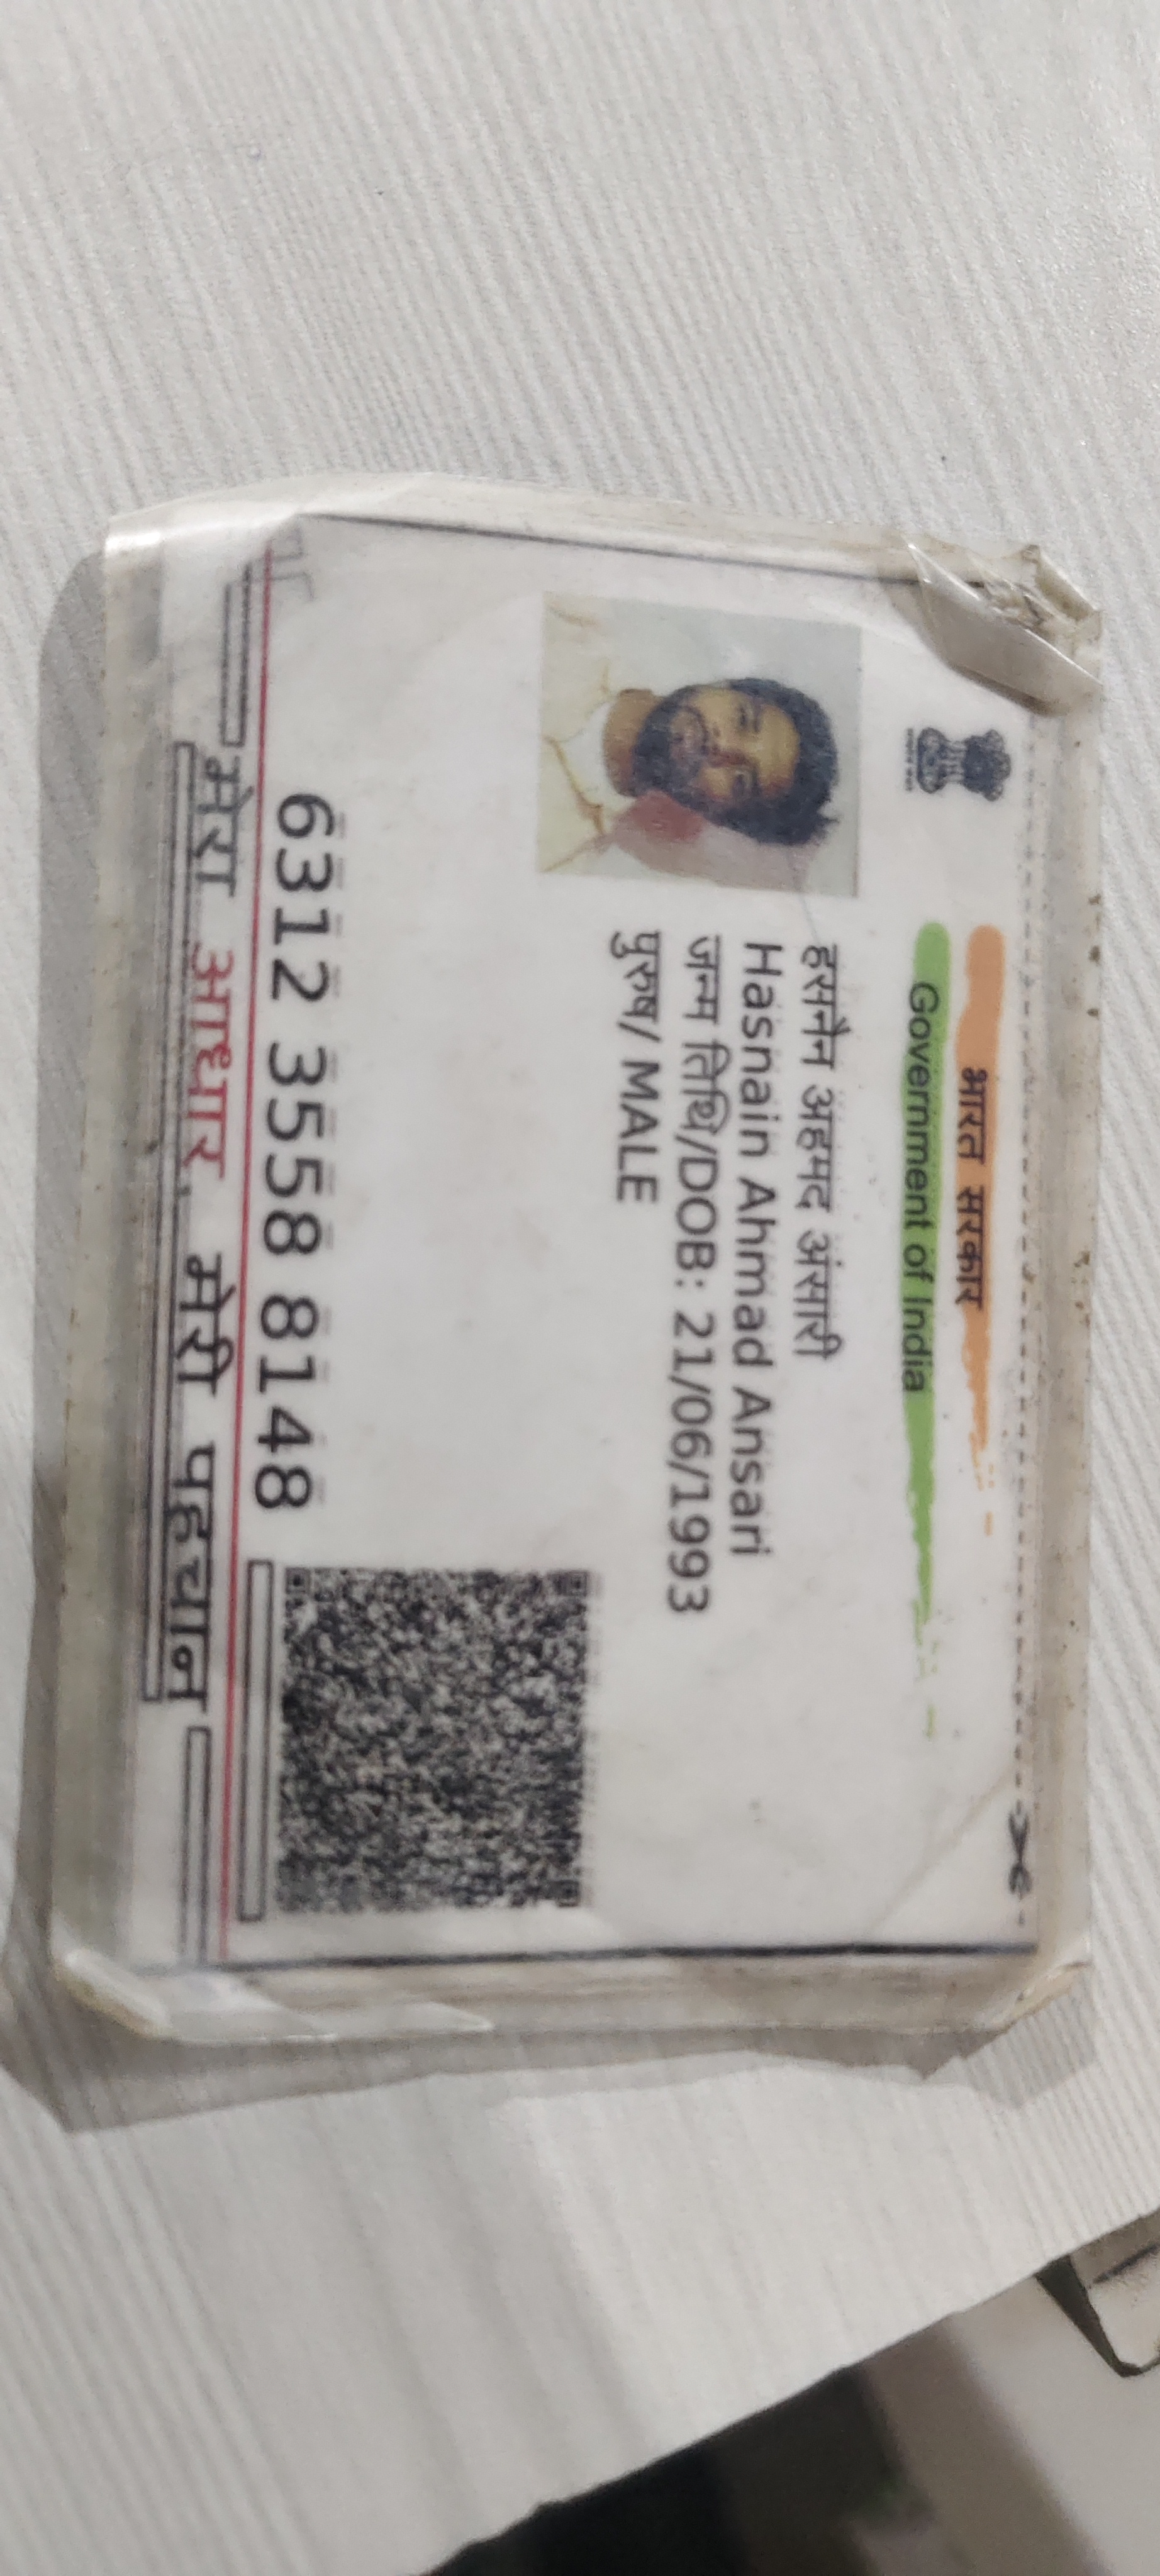 भारत सरकार
Government of India
हसनैन अहमद अंसारी
Hasnain Ahmad Ansari
जन्म तिथि/DOB: 21/06/1993
पुरुष/ MALE
6312 3558 8148
मेरा आधार, मेरी पहचान